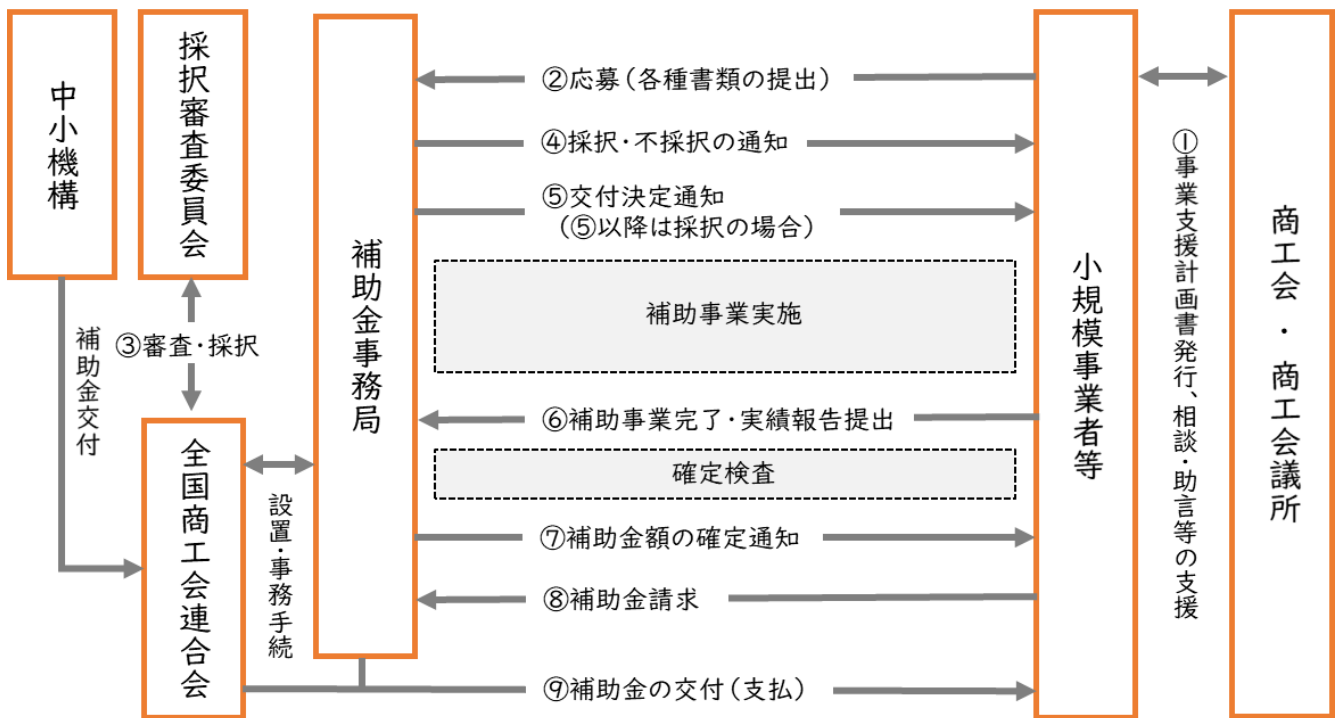 中小機構
採択審査委員会
補助金事務局
小規模事業者等
商工会・商工会議所
①事業支援計画書発行、相談・助言等の支援
②応募(各種書類の提出)
④採択・不採択の通知
⑤交付決定通知
(⑤以降は採択の場合)
補助事業実施
③審査・採択
補助金交付
全国商工会連合会
設置・事務手続
⑥補助事業完了・実績報告提出
確定検査
⑦補助金額の確定通知
⑧補助金請求
⑨補助金の交付(支払)